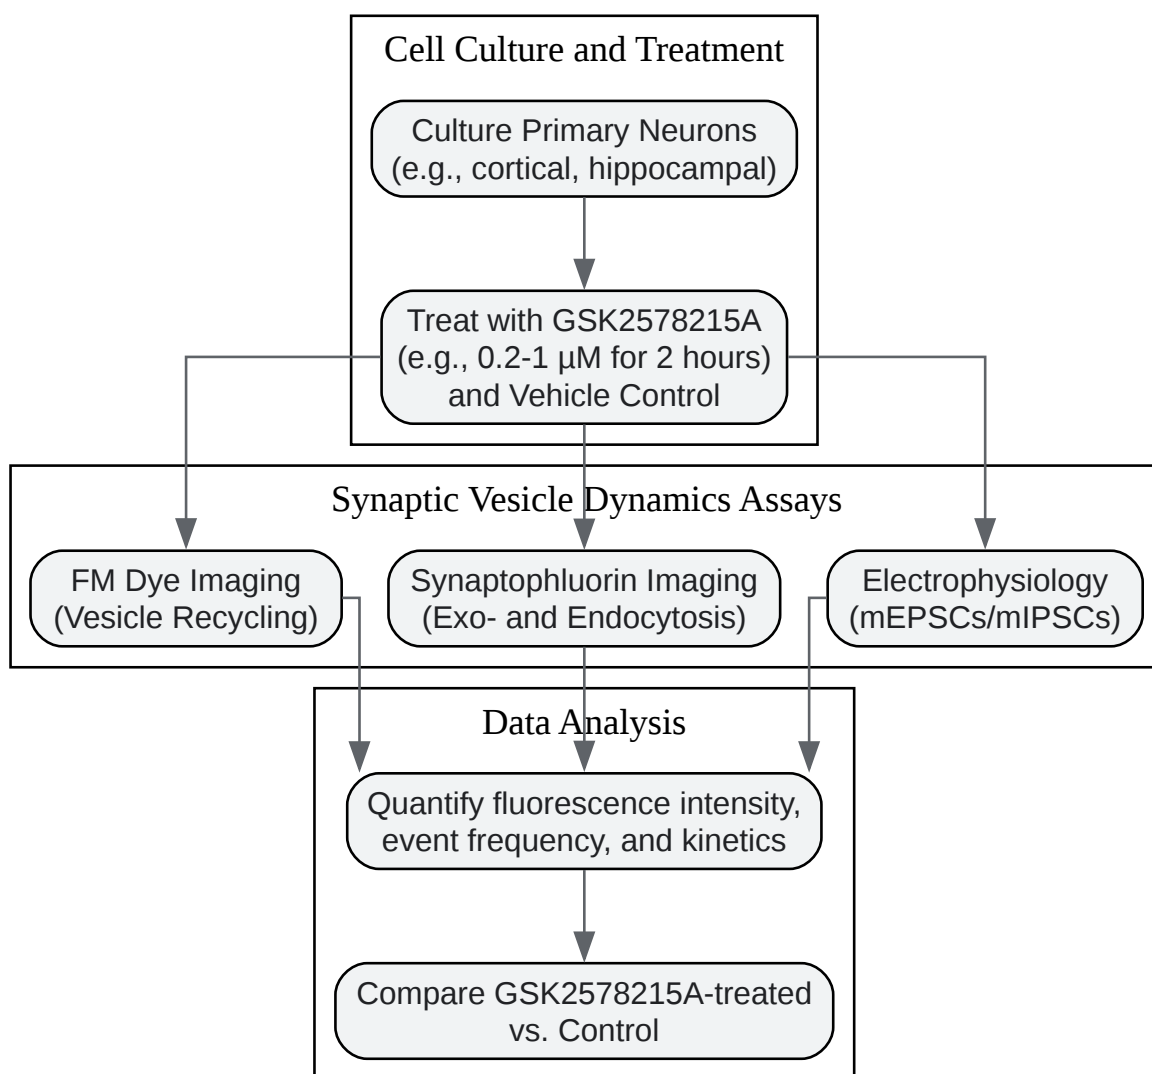 Cell Culture and Treatment
Culture Primary Neurons
(e.g., cortical, hippocampal)
Treat with GSK2578215A
(e.g., 0.2-1 µM for 2 hours)
and Vehicle Control
Synaptic Vesicle Dynamics Assays
FM Dye Imaging
(Vesicle Recycling)
Synaptophluorin Imaging
(Exo- and Endocytosis)
Electrophysiology
(mEPSCs/mIPSCs)
Data Analysis
Quantify fluorescence intensity,
event frequency, and kinetics
Compare GSK2578215A-treated
vs. Control